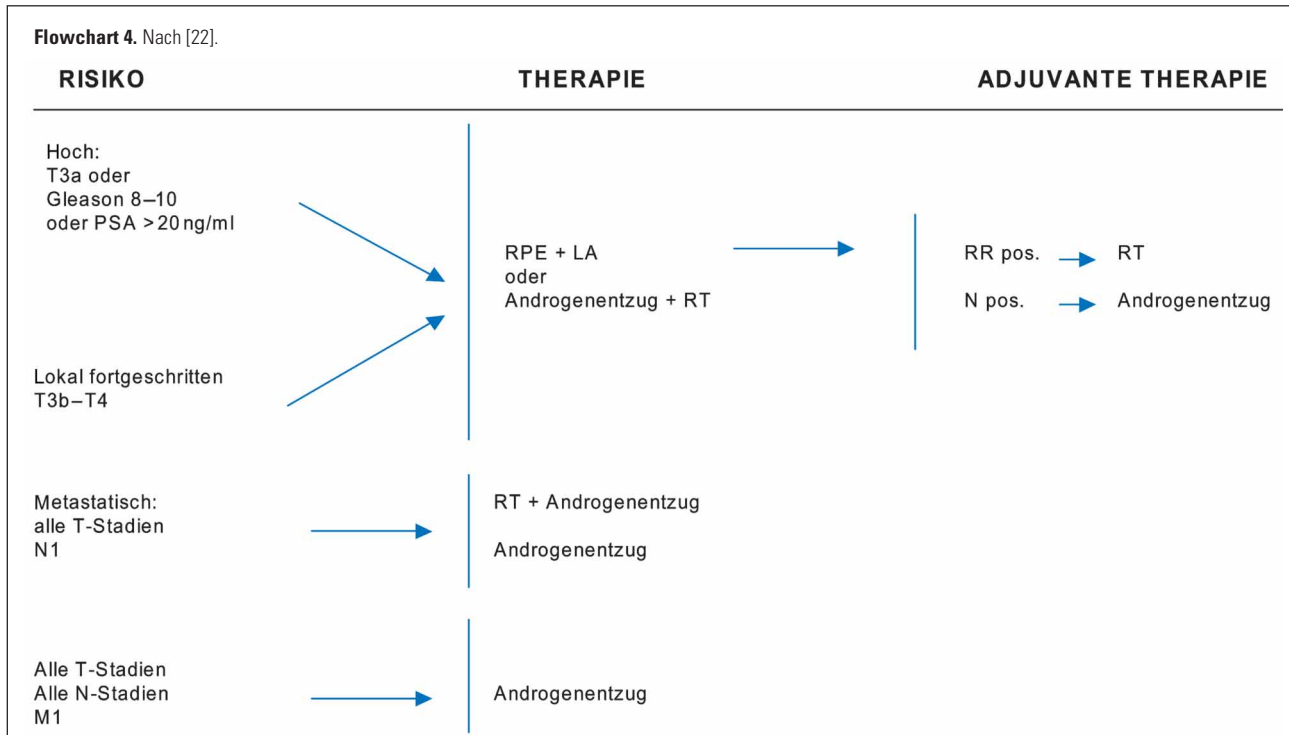 Flowchart 4. Nach [22].
RISIKO THERAPIE ADJUVANTE THERAPIE
Hoch:
T3a oder
Gleason 8–10
oder PSA > 20 ng/ml
RPE + LA
oder
Androgenentzug + RT
RR pos. RT
N pos. Androgenentzug
Lokal fortgeschritten
T3b–T4
Metastatisch:
alle T-Stadien
N1
RT + Androgenentzug
Androgenentzug
Alle T-Stadien
Alle N-Stadien
M1
Androgenentzug